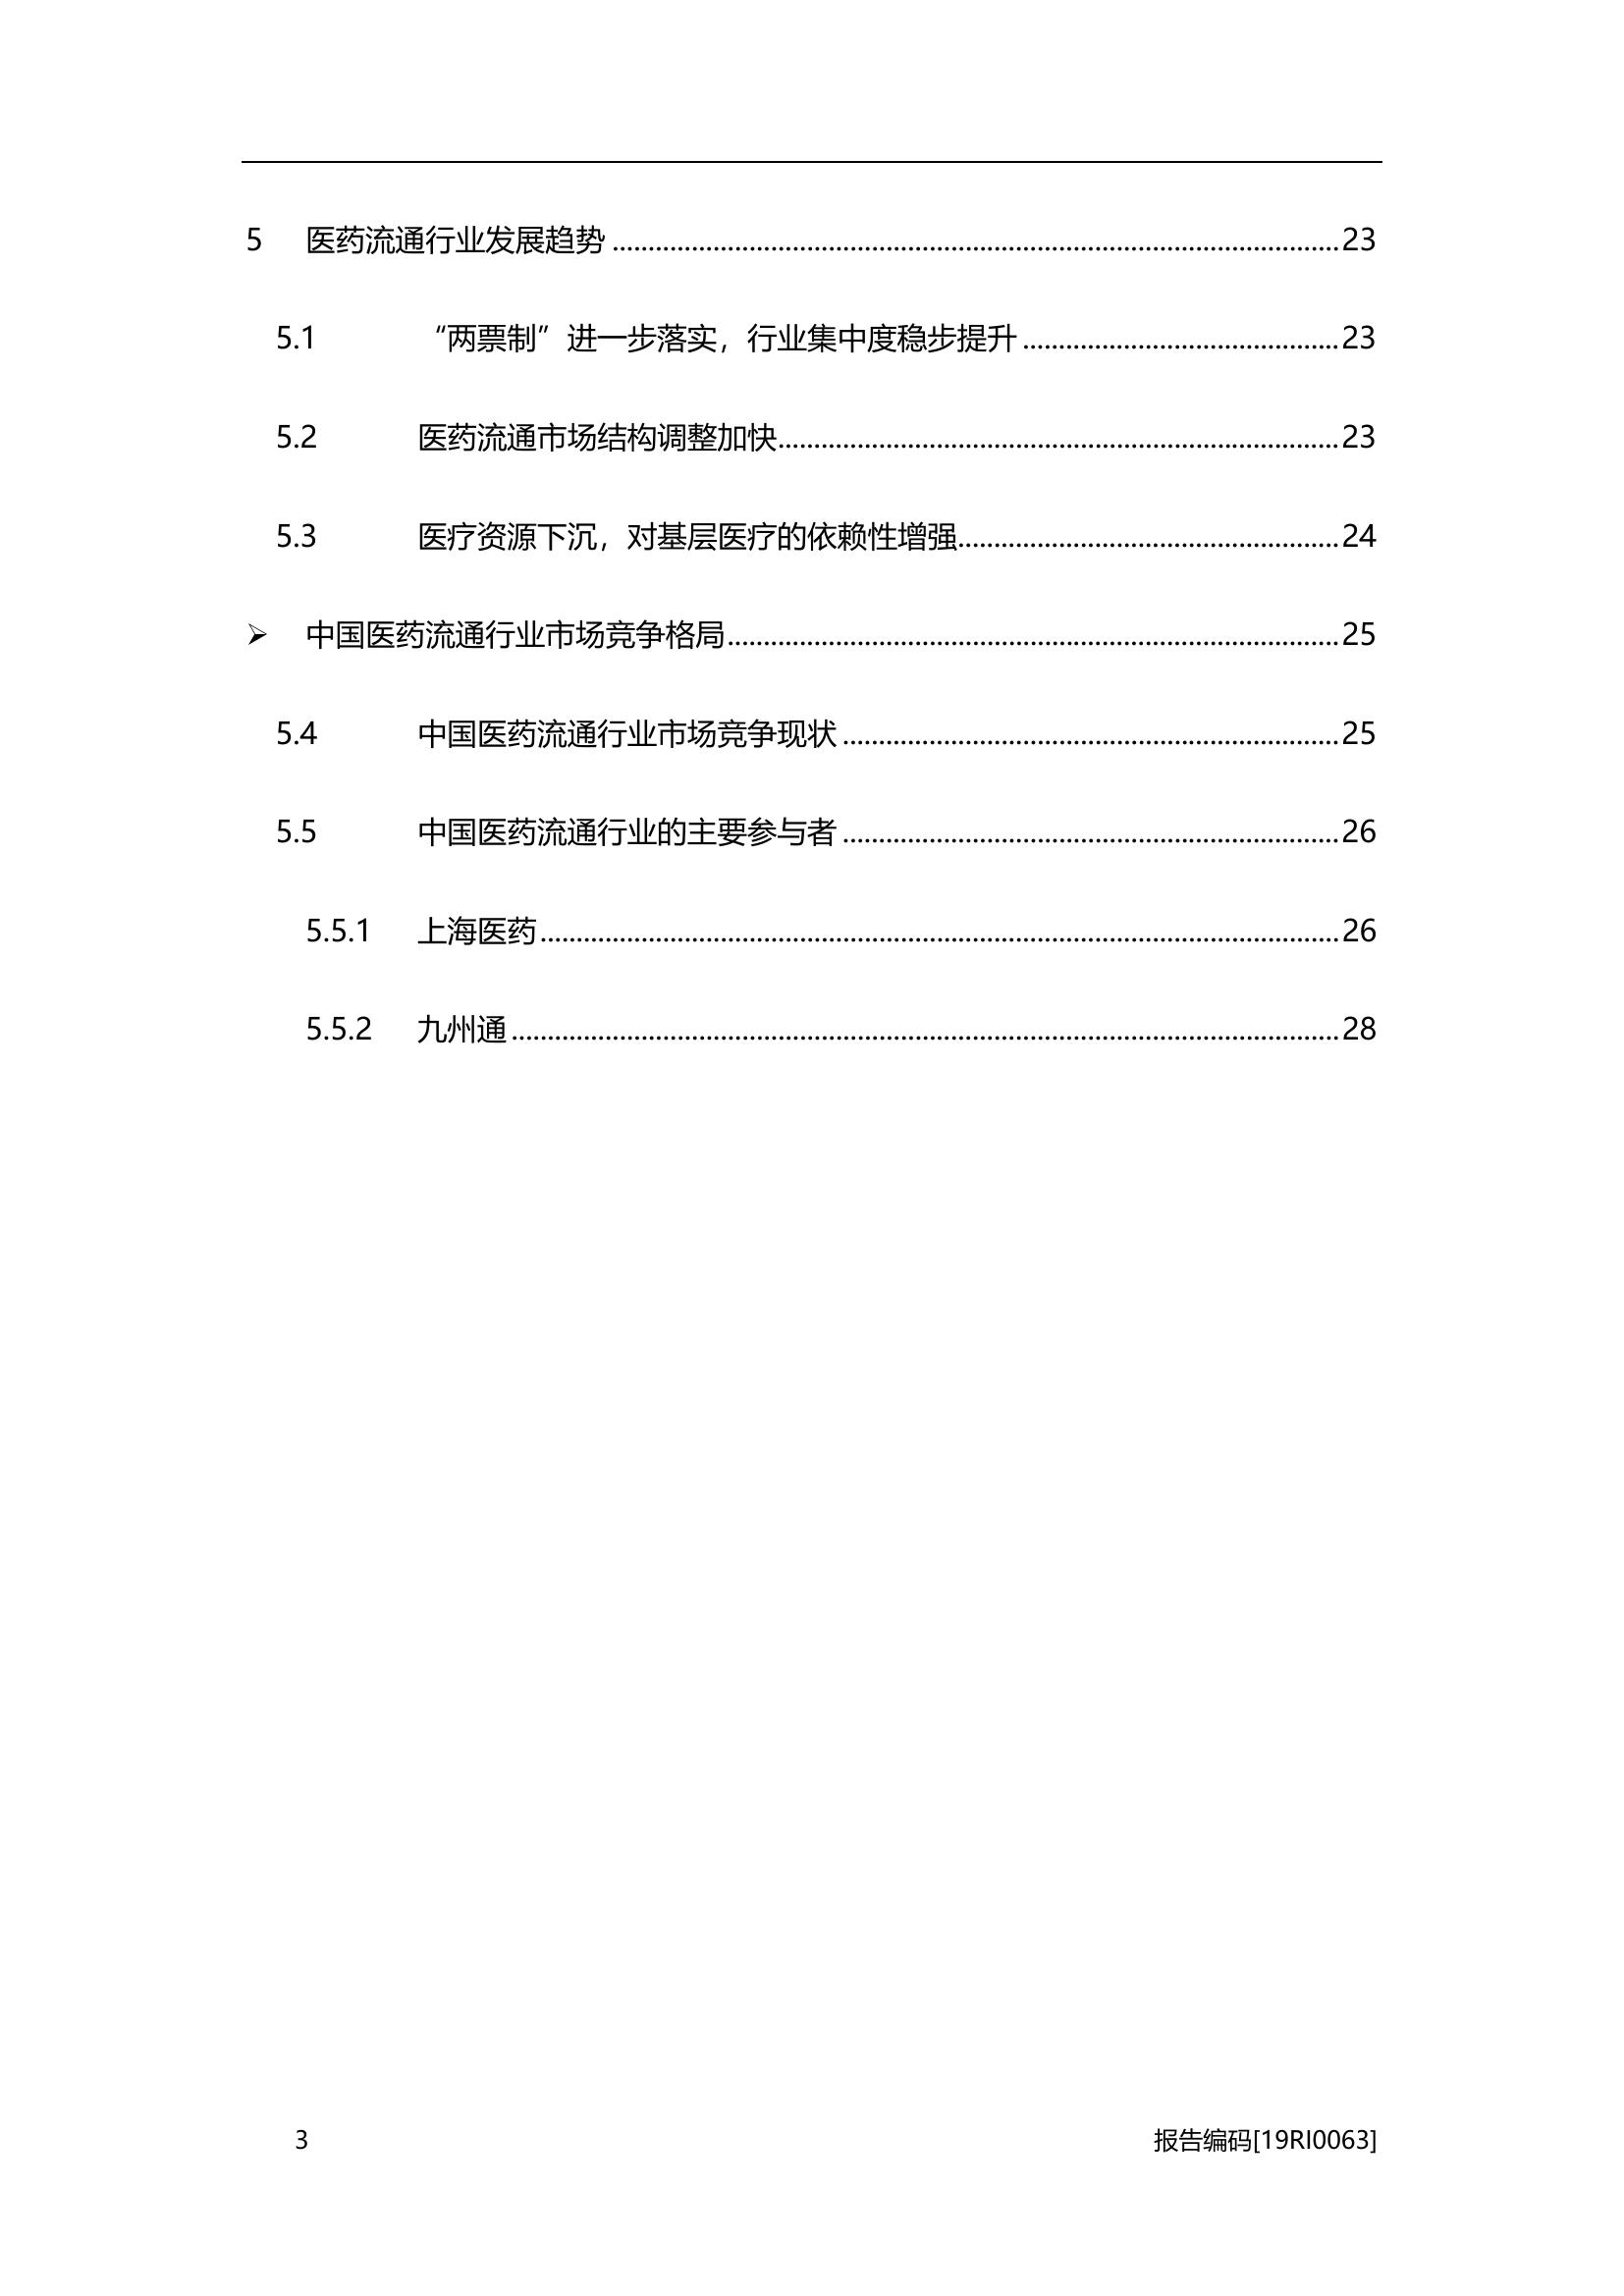 5 医药流通行业发展趋势 ........................................ 23
5.1 “两票制”进一步落实，行业集中度稳步提升 ........................................ 23
5.2 医药流通市场结构调整加快 ........................................ 23
5.3 医疗资源下沉，对基层医疗的依赖性增强 ........................................ 24
➢ 中国医药流通行业市场竞争格局 ........................................ 25
5.4 中国医药流通行业市场竞争现状 ........................................ 25
5.5 中国医药流通行业的主要参与者 ........................................ 26
5.5.1 上海医药 ........................................ 26
5.5.2 九州通 ........................................ 28
3 报告编码[19RI0063]